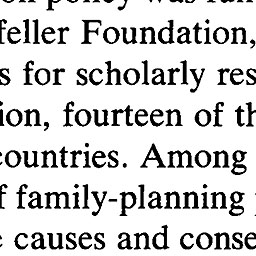 on policy was fun
feller Foundation,
s for scholarly res
ion, fourteen of th
countries. Among
f family-planning
e causes and conse